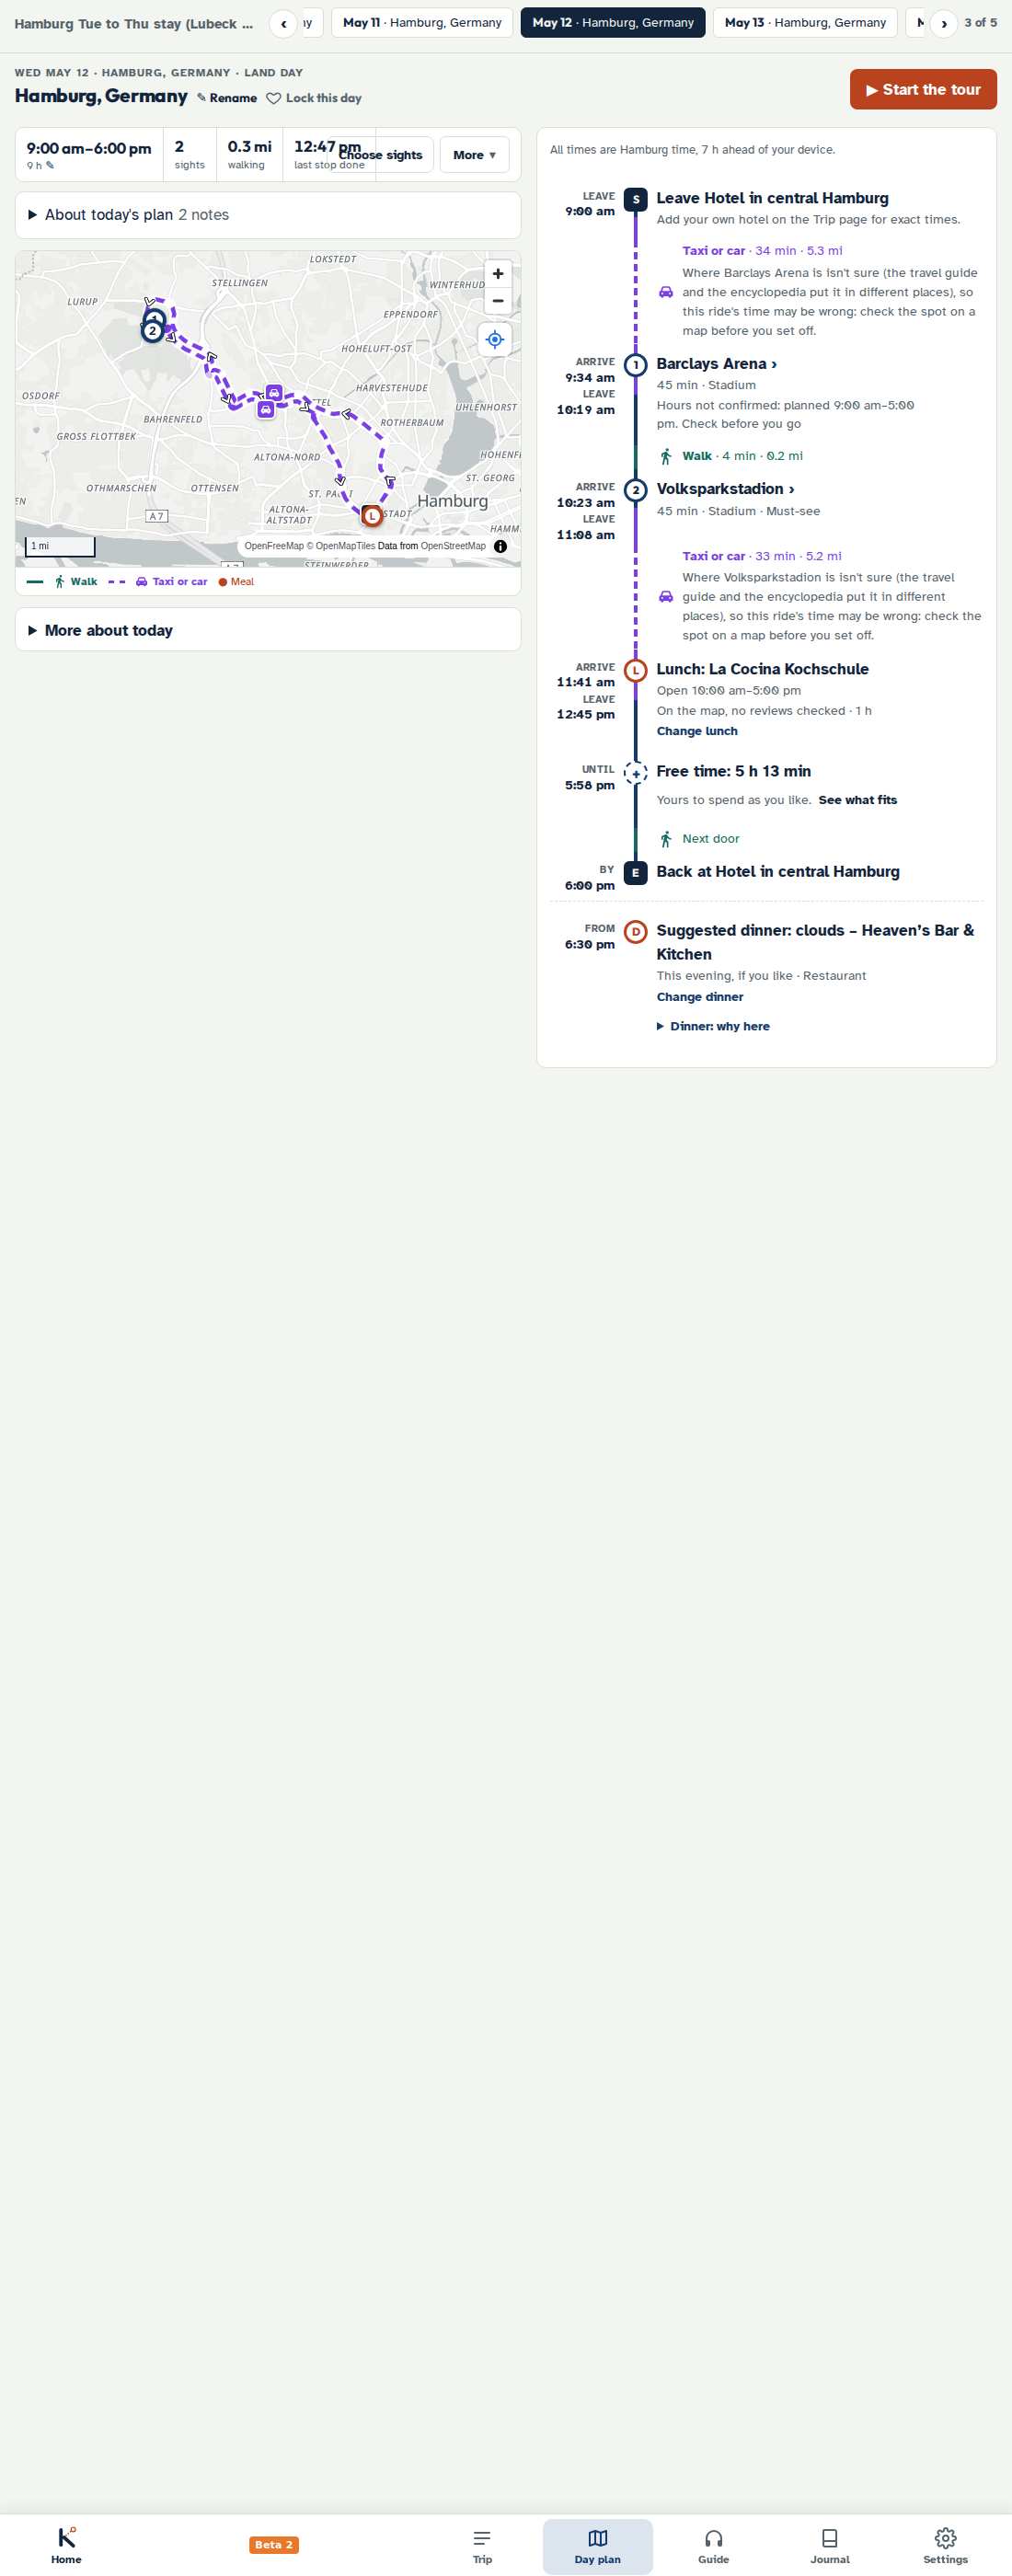 Hamburg Tue to Thu stay (Lubeck ...
‹
y
May 11 · Hamburg, Germany
May 12 · Hamburg, Germany
May 13 · Hamburg, Germany
›
3 of 5
WED MAY 12 · HAMBURG, GERMANY · LAND DAY
Hamburg, Germany
✎ Rename
Lock this day
▶ Start the tour
9:00 am–6:00 pm
9 h ✎
2
sights
0.3 mi
walking
12:47 pm
last stop done
Choose sights
More ▾
▶ About today's plan 2 notes
LOKSTEDT
STELLINGEN
WINTERHUD
LURUP
EPPENDORF
HOHELUFT-OST
HARVESTEHUDE
OSDORF
UHLENHORST
BAHRENFELD
ROTHERBAUM
GROSS FLOTTBEK
ALTONA-NORD
HOHENF
ST. GEORG
OTHMARSCHEN
OTTENSEN
ST. PAULI
Hamburg
ALTONA-
ALTSTADT
A 7
HAMM
STEINWERDER
2
L
+
−
1 mi
OpenFreeMap © OpenMapTiles Data from OpenStreetMap
Walk
Taxi or car
Meal
▶ More about today
All times are Hamburg time, 7 h ahead of your device.
LEAVE
9:00 am
S
Leave Hotel in central Hamburg
Add your own hotel on the Trip page for exact times.
Taxi or car · 34 min · 5.3 mi
Where Barclays Arena is isn't sure (the travel guide
and the encyclopedia put it in different places), so
this ride's time may be wrong: check the spot on a
map before you set off.
ARRIVE
9:34 am
LEAVE
10:19 am
1
Barclays Arena ›
45 min · Stadium
Hours not confirmed: planned 9:00 am–5:00
pm. Check before you go
Walk · 4 min · 0.2 mi
ARRIVE
10:23 am
LEAVE
11:08 am
2
Volksparkstadion ›
45 min · Stadium · Must-see
Taxi or car · 33 min · 5.2 mi
Where Volksparkstadion is isn't sure (the travel
guide and the encyclopedia put it in different
places), so this ride's time may be wrong: check the
spot on a map before you set off.
ARRIVE
11:41 am
LEAVE
12:45 pm
L
Lunch: La Cocina Kochschule
Open 10:00 am–5:00 pm
On the map, no reviews checked · 1 h
Change lunch
UNTIL
5:58 pm
+
Free time: 5 h 13 min
Yours to spend as you like. See what fits
Next door
BY
6:00 pm
E
Back at Hotel in central Hamburg
FROM
6:30 pm
D
Suggested dinner: clouds – Heaven's Bar &
Kitchen
This evening, if you like · Restaurant
Change dinner
▶ Dinner: why here
Home
Beta 2
Trip
Day plan
Guide
Journal
Settings